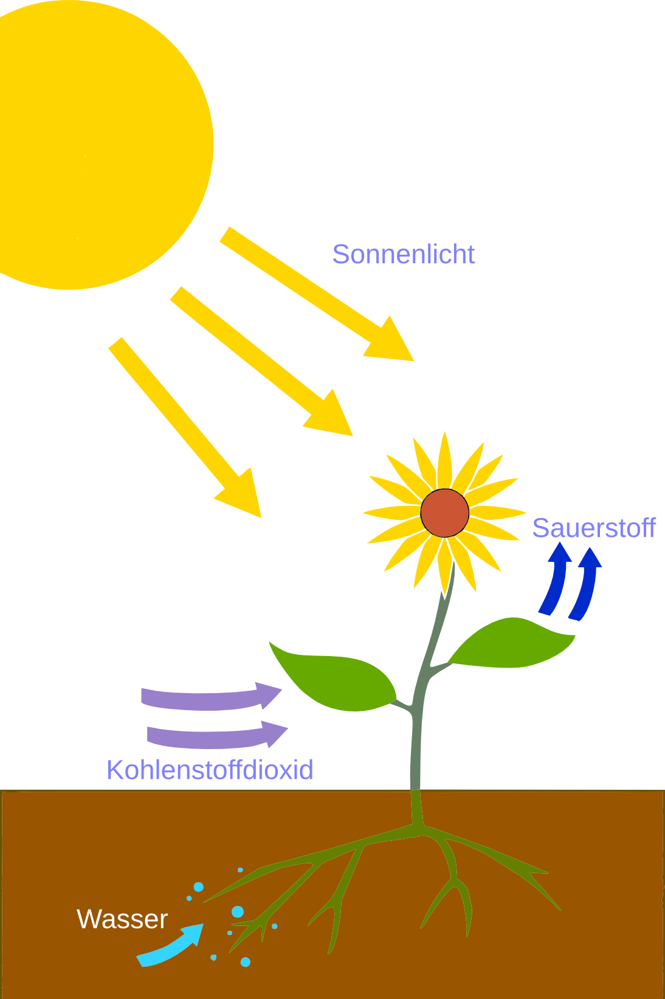 Sonnenlicht
Sauerstoff
Kohlenstoffdioxid
Wasser